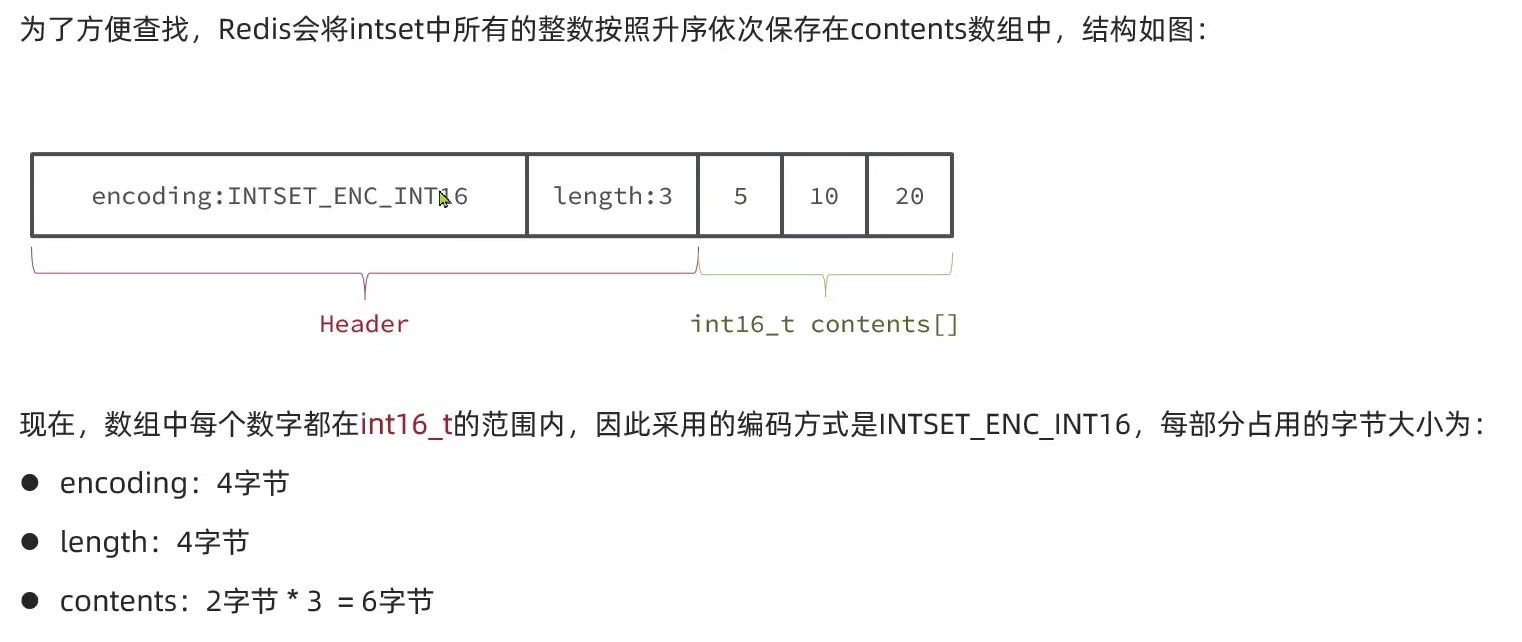 为了方便查找，Redis会将intset中所有的整数按照升序依次保存在contents数组中，结构如图：
encoding:INTSET_ENC_INT16 length:3 5 10 20
Header int16_t contents[]
现在，数组中每个数字都在int16_t的范围内，因此采用的编码方式是INTSET_ENC_INT16，每部分占用的字节大小为：
● encoding：4字节
● length：4字节
● contents：2字节 * 3 = 6字节